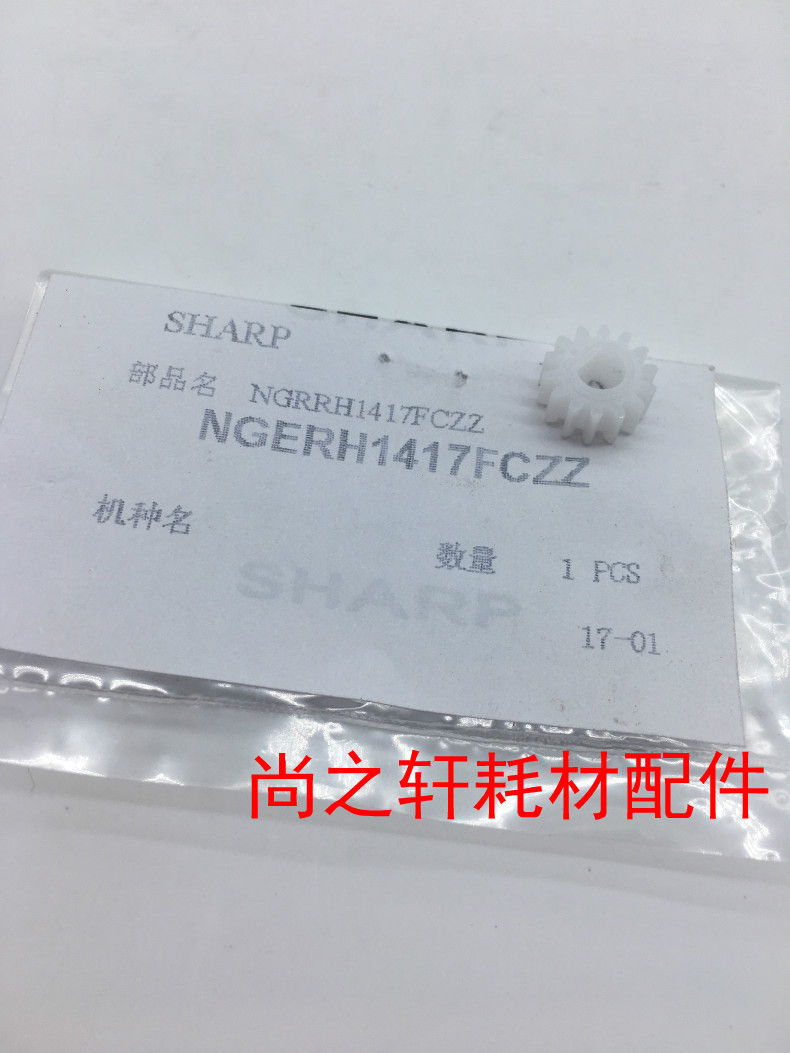 SHARP
部品名 NGRRH1417FCZZ
NGERH1417FCZZ
机种名
数量 1 PCS
SHARP
17-01
尚之轩耗材配件